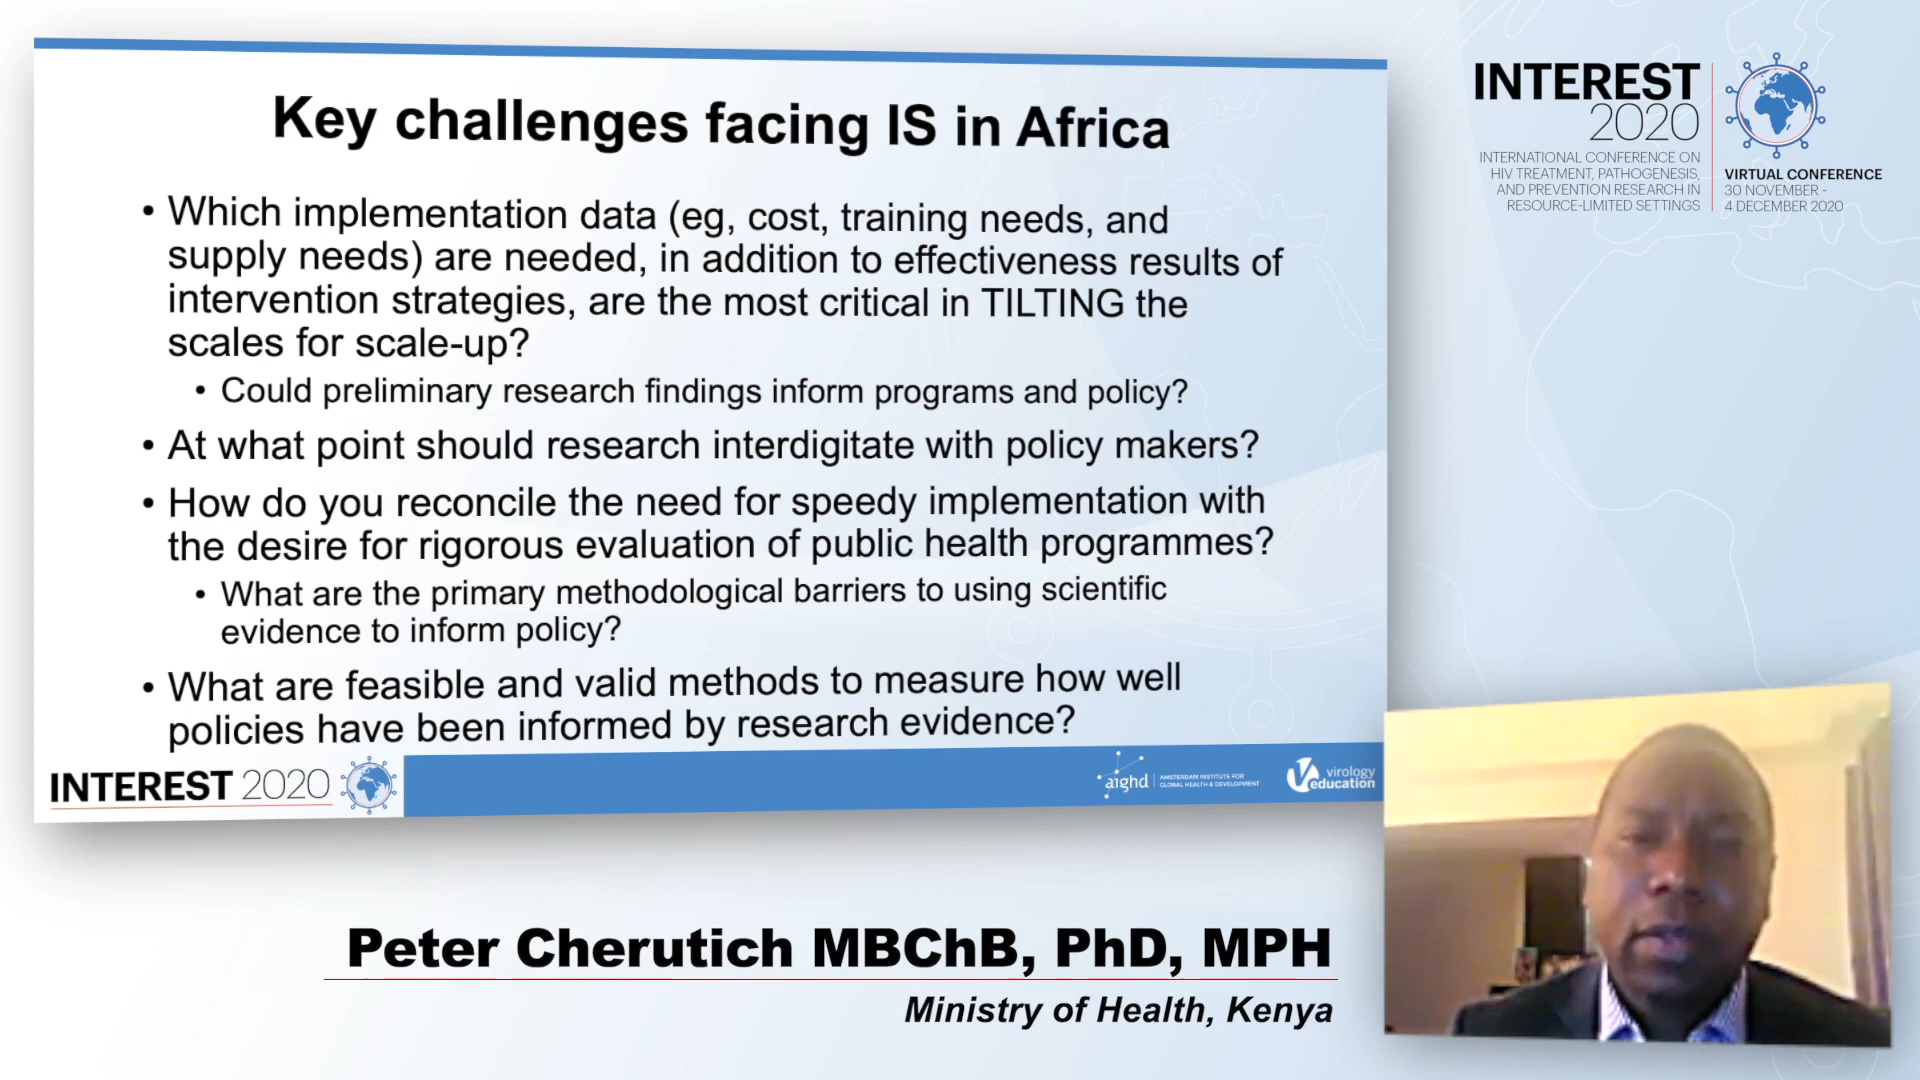 Key challenges facing IS in Africa
• Which implementation data (eg, cost, training needs, and
supply needs) are needed, in addition to effectiveness results of
intervention strategies, are the most critical in TILTING the
scales for scale-up?
• Could preliminary research findings inform programs and policy?
• At what point should research interdigitate with policy makers?
• How do you reconcile the need for speedy implementation with
the desire for rigorous evaluation of public health programmes?
• What are the primary methodological barriers to using scientific
evidence to inform policy?
• What are feasible and valid methods to measure how well
policies have been informed by research evidence?
INTEREST 2020
aighd
AMSTERDAM INSTITUTE FOR
GLOBAL HEALTH & DEVELOPMENT
virology
education
INTEREST
2020
INTERNATIONAL CONFERENCE ON
HIV TREATMENT, PATHOGENESIS,
AND PREVENTION RESEARCH IN
RESOURCE-LIMITED SETTINGS
VIRTUAL CONFERENCE
30 NOVEMBER -
4 DECEMBER 2020
Peter Cherutich MBChB, PhD, MPH
Ministry of Health, Kenya